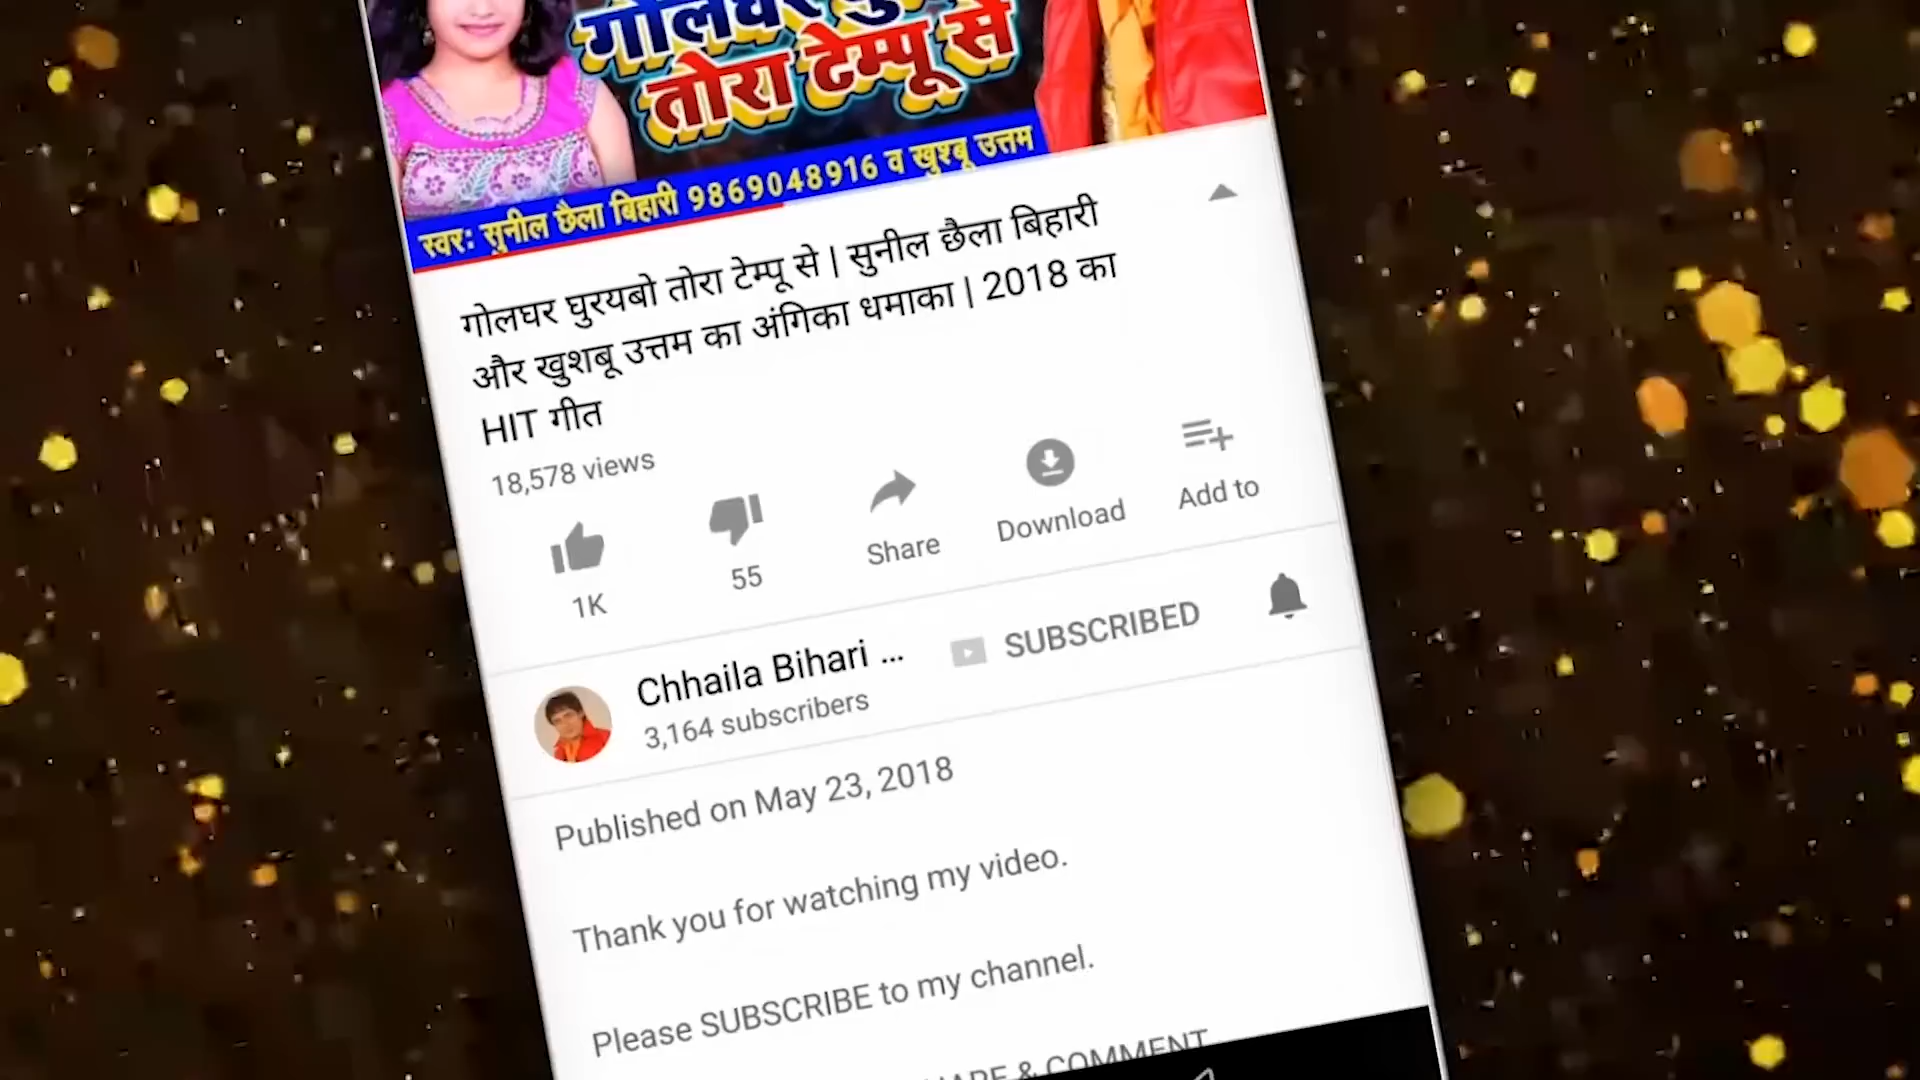 तोरा टेम्पू से
स्वर: सुनील छैला बिहारी 9869048916 व खुश्बू उत्तम
गोलघर घुरयबो तोरा टेम्पू से | सुनील छैला बिहारी
और खुशबू उत्तम का अंगिका धमाका | 2018 का
HIT गीत
18,578 views
1K
55
Share
Download
Add to
Chhaila Bihari ...
SUBSCRIBED
3,164 subscribers
Published on May 23, 2018
Thank you for watching my video.
Please SUBSCRIBE to my channel.
& COMMENT